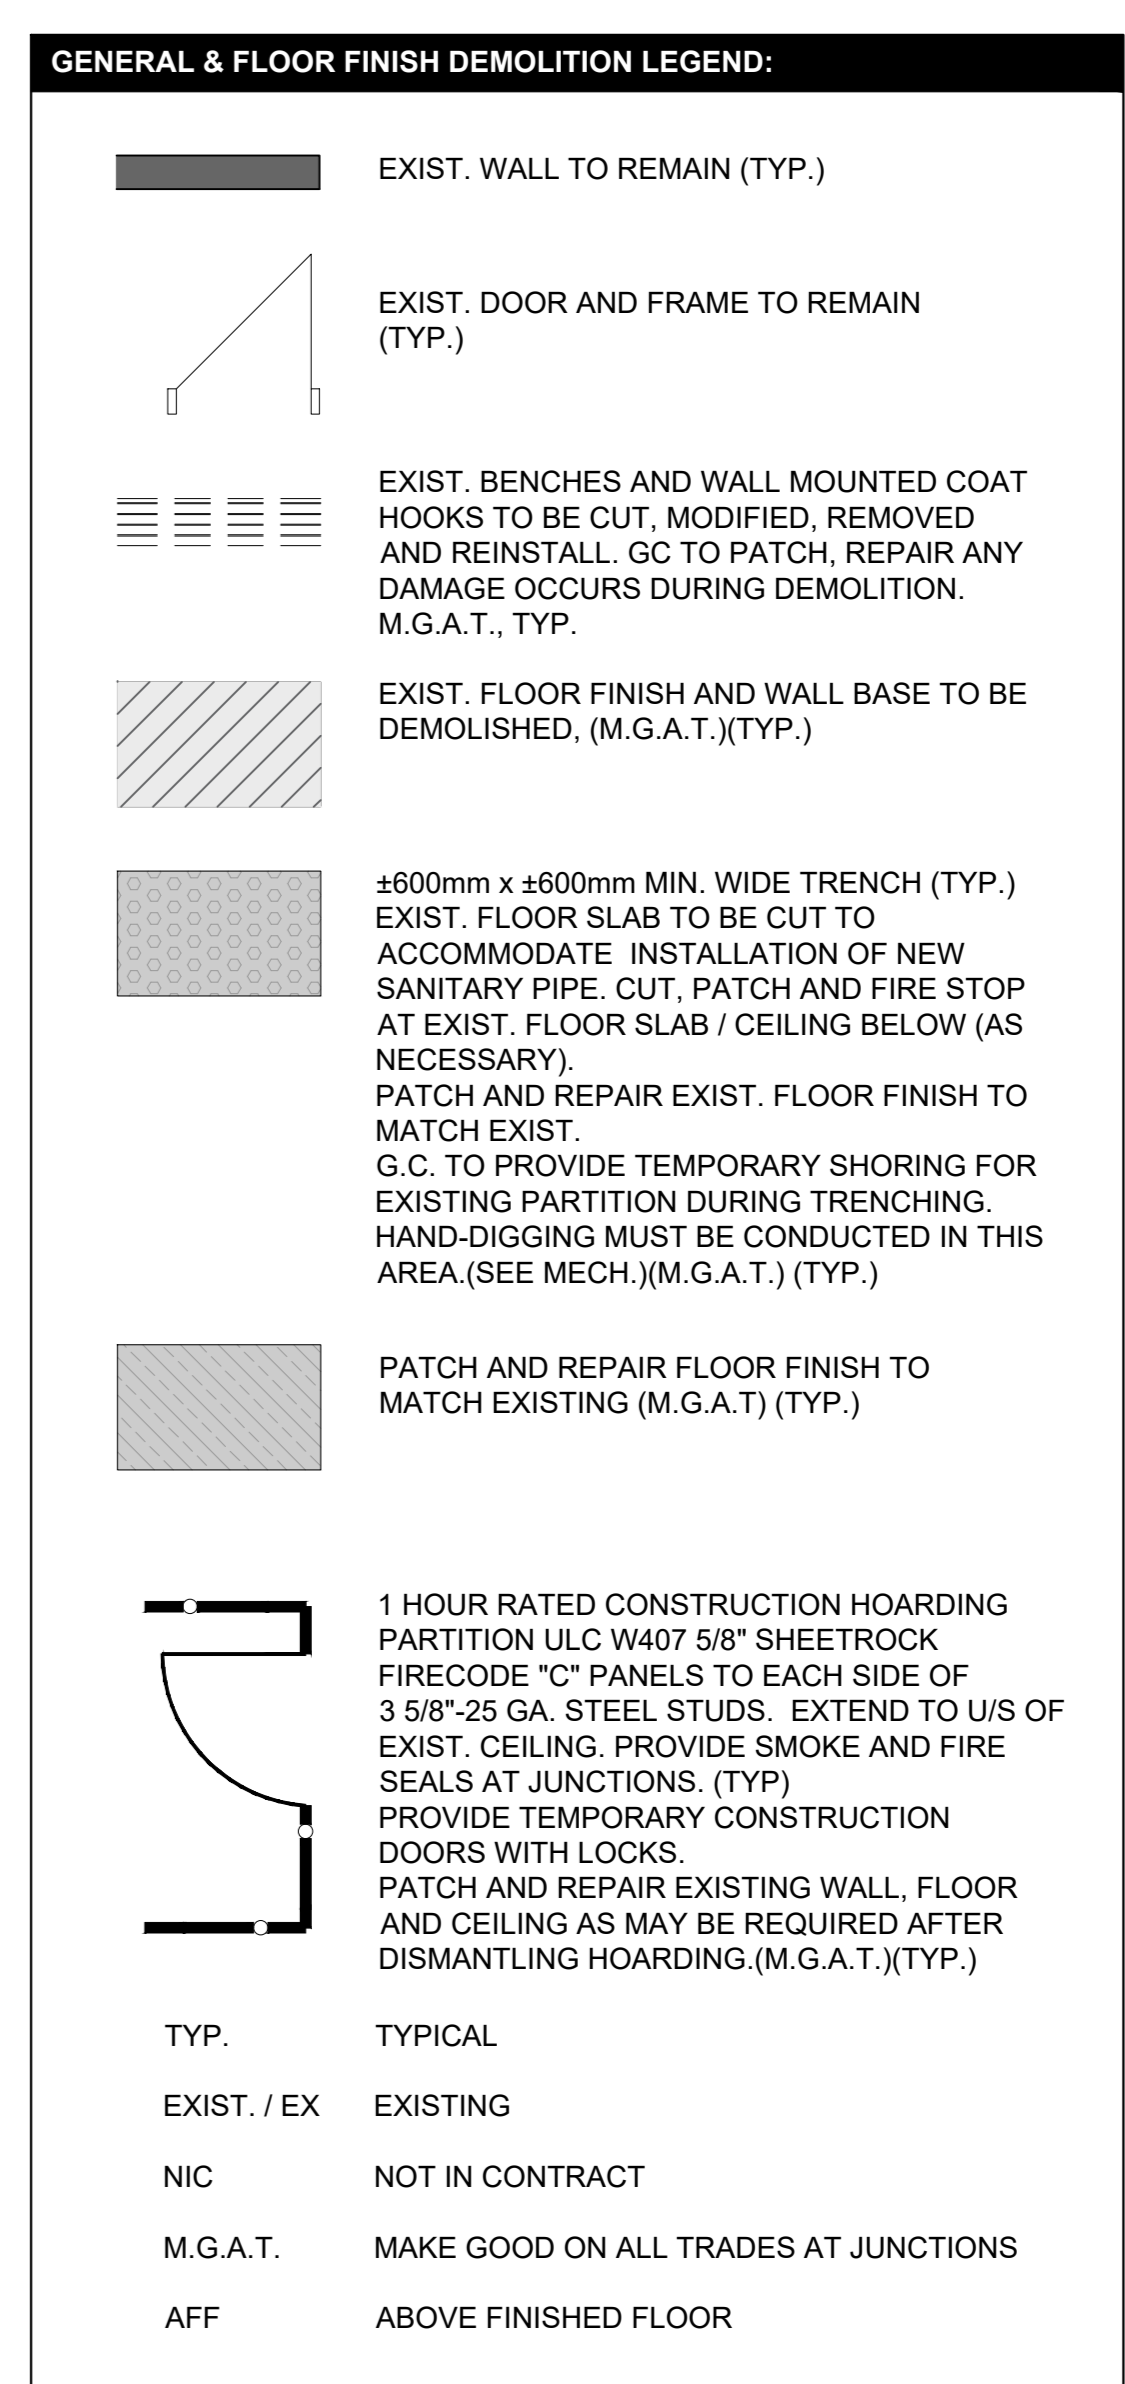 GENERAL & FLOOR FINISH DEMOLITION LEGEND:
EXIST. WALL TO REMAIN (TYP.)
EXIST. DOOR AND FRAME TO REMAIN
(TYP.)
EXIST. BENCHES AND WALL MOUNTED COAT
HOOKS TO BE CUT, MODIFIED, REMOVED
AND REINSTALL. GC TO PATCH, REPAIR ANY
DAMAGE OCCURS DURING DEMOLITION.
M.G.A.T., TYP.
EXIST. FLOOR FINISH AND WALL BASE TO BE
DEMOLISHED, (M.G.A.T.)(TYP.)
±600mm x ±600mm MIN. WIDE TRENCH (TYP.)
EXIST. FLOOR SLAB TO BE CUT TO
ACCOMMODATE  INSTALLATION OF NEW
SANITARY PIPE. CUT, PATCH AND FIRE STOP
AT EXIST. FLOOR SLAB / CEILING BELOW (AS
NECESSARY).
PATCH AND REPAIR EXIST. FLOOR FINISH TO
MATCH EXIST.
G.C. TO PROVIDE TEMPORARY SHORING FOR
EXISTING PARTITION DURING TRENCHING.
HAND-DIGGING MUST BE CONDUCTED IN THIS
AREA.(SEE MECH.)(M.G.A.T.) (TYP.)
PATCH AND REPAIR FLOOR FINISH TO
MATCH EXISTING (M.G.A.T) (TYP.)
1 HOUR RATED CONSTRUCTION HOARDING
PARTITION ULC W407 5/8" SHEETROCK
FIRECODE "C" PANELS TO EACH SIDE OF
3 5/8"-25 GA. STEEL STUDS.  EXTEND TO U/S OF
EXIST. CEILING. PROVIDE SMOKE AND FIRE
SEALS AT JUNCTIONS. (TYP)
PROVIDE TEMPORARY CONSTRUCTION
DOORS WITH LOCKS.
PATCH AND REPAIR EXISTING WALL, FLOOR
AND CEILING AS MAY BE REQUIRED AFTER
DISMANTLING HOARDING.(M.G.A.T.)(TYP.)
TYP. TYPICAL
EXIST. / EX EXISTING
NIC NOT IN CONTRACT
M.G.A.T. MAKE GOOD ON ALL TRADES AT JUNCTIONS
AFF ABOVE FINISHED FLOOR